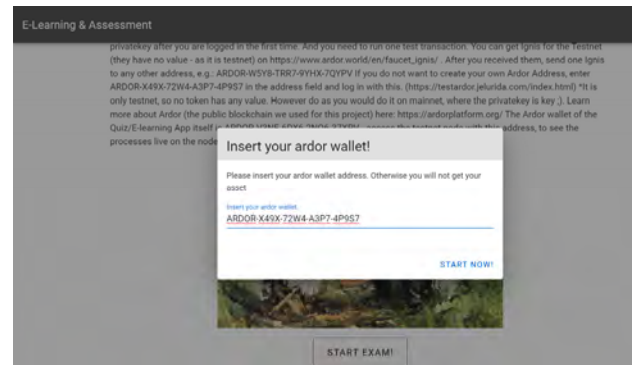 E-Learning & Assessment
privatekey after you are logged in the first time. And you need to run one test transaction. You can get Ignis for the Testnet
(they have no value - as it is testnet) on https://www.ardor.world/en/faucet_ignis/ . After you received them, send one Ignis
to any other address, e.g.: ARDOR-W5Y8-TRR7-9YHX-7QYPV If you do not want to create your own Ardor Address, enter
ARDOR-X49X-72W4-A3P7-4P9S7 in the address field and log in with this. (https://testardor.jelurida.com/index.html) *It is
only testnet, so no token has any value. However do as you would do it on mainnet, where the privatekey is key ;). Learn
more about Ardor (the public blockchain we used for this project) here: https://ardorplatform.org/ The Ardor wallet of the
Quiz/E-learning App itself is address, to see the
processes live on the node
Insert your ardor wallet!
Please insert your ardor wallet address. Otherwise you will not get your
asset
Insert your ardor wallet.
ARDOR-X49X-72W4-A3P7-4P9S7
START NOW!
START EXAM!